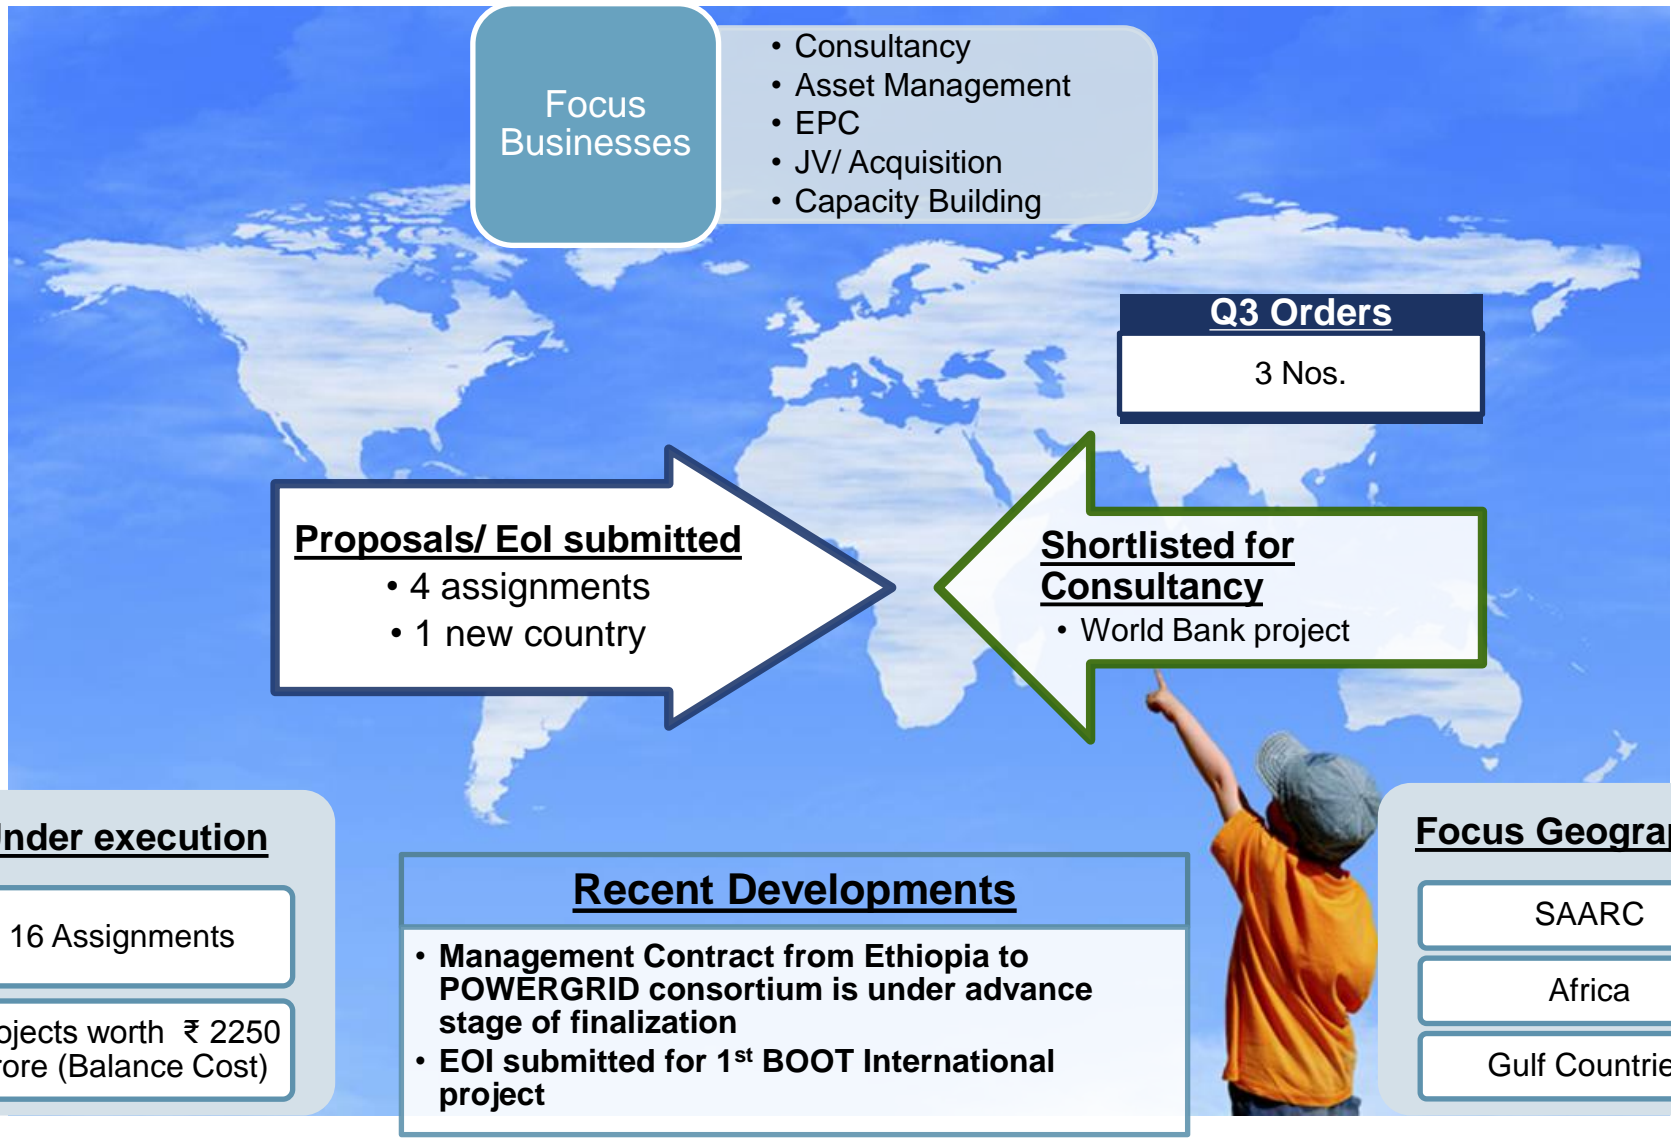 Focus
Businesses
• Consultancy
• Asset Management
• EPC
• JV/ Acquisition
• Capacity Building
Q3 Orders
3 Nos.
Proposals/ EoI submitted
• 4 assignments
• 1 new country
Shortlisted for
Consultancy
• World Bank project
Under execution
16 Assignments
ojects worth ₹ 2250
rore (Balance Cost)
Recent Developments
• Management Contract from Ethiopia to
POWERGRID consortium is under advance
stage of finalization
• EOI submitted for 1st BOOT International
project
Focus Geograp
SAARC
Africa
Gulf Countrie